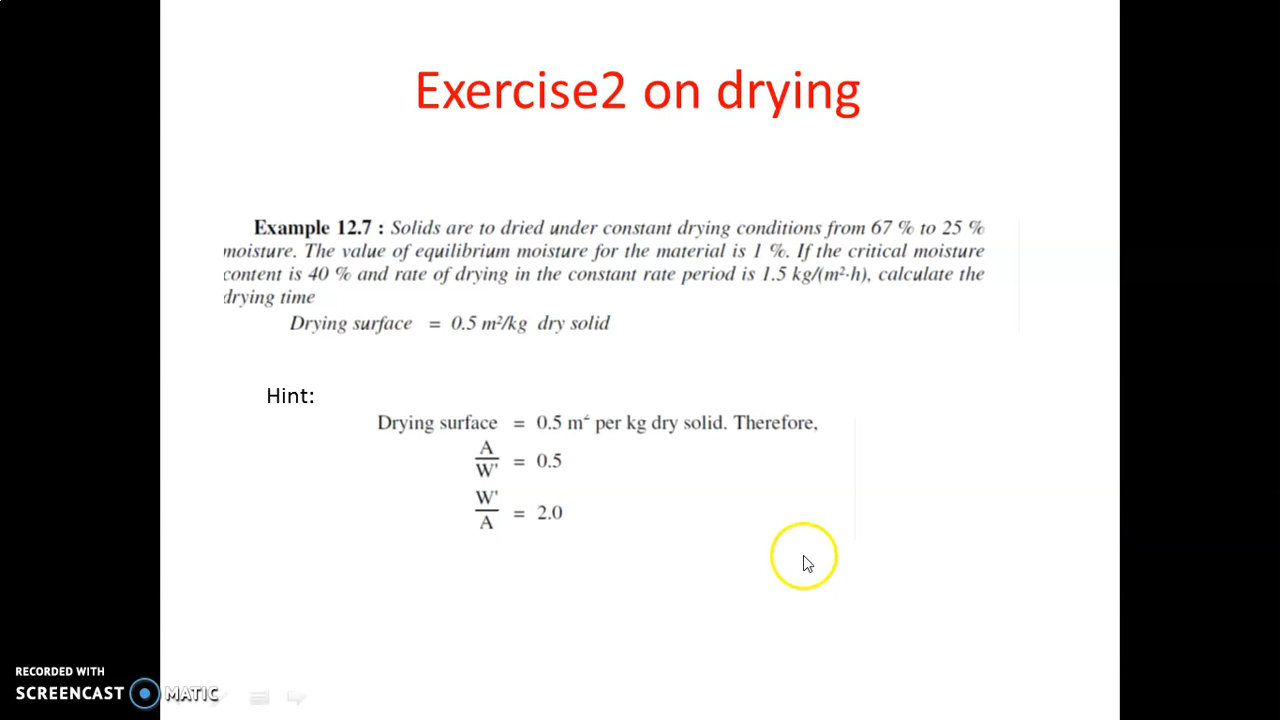 Exercise2 on drying
Example 12.7 : Solids are to dried under constant drying conditions from 67 % to 25 %
moisture. The value of equilibrium moisture for the material is 1 %. If the critical moisture
content is 40 % and rate of drying in the constant rate period is 1.5 kg/(m²·h), calculate the
drying time
Drying surface = 0.5 m²/kg dry solid
Hint:
Drying surface = 0.5 m² per kg dry solid. Therefore,
A
W' = 0.5
W'
A = 2.0
RECORDED WITH
SCREENCAST MATIC